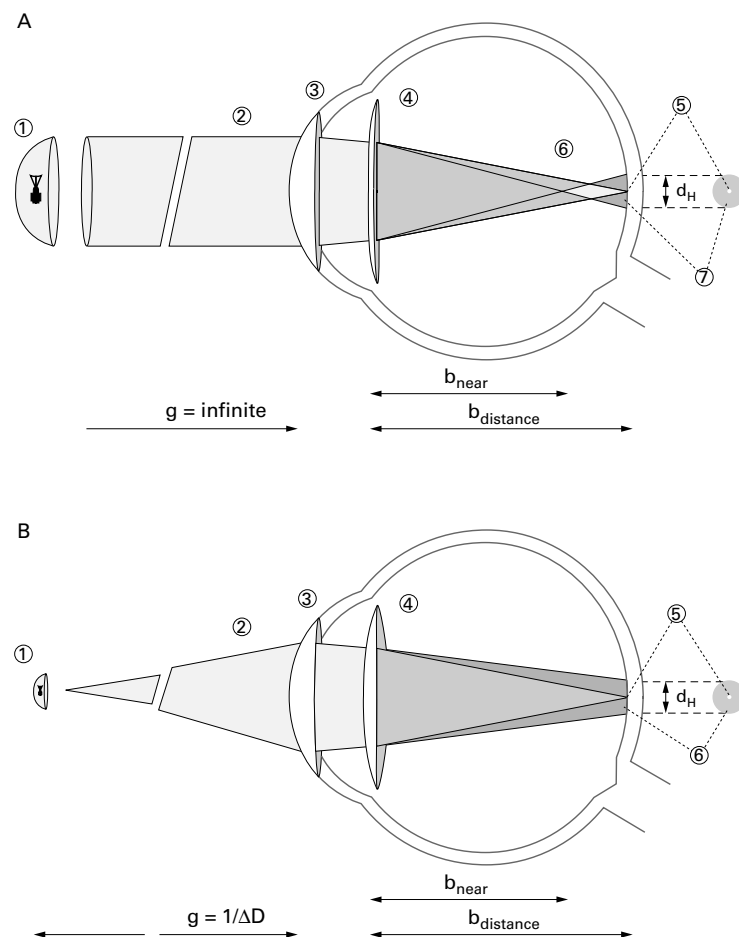 A
③
④
①
②
⑤
⑥
d_H
⑦
b_near
g = infinite
b_distance
B
③
④
②
①
⑤
d_H
⑥
b_near
g = 1/ΔD
b_distance